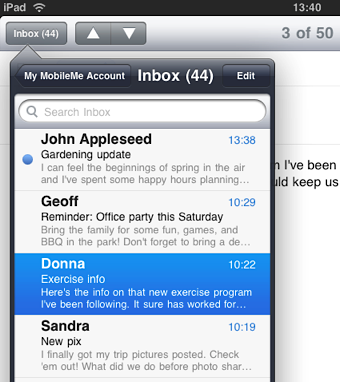 iPad 13:40
Inbox (44) 3 of 50
My MobileMe Account Inbox (44) Edit
Search Inbox
John Appleseed 13:38
Gardening update
I can feel the beginnings of spring in the air
and I've spent some happy hours planning…
Geoff 10:29
Reminder: Office party this Saturday
Bring the family for some fun, games, and
BBQ in the park! Don't forget to bring a de…
Donna 10:22
Exercise info
Here's the info on that new exercise program
I've been following. It sure has worked for…
Sandra 10:19
New pix
I finally got my trip pictures posted. Check
'em out! What did we do before photo shar…
I've been
keep us